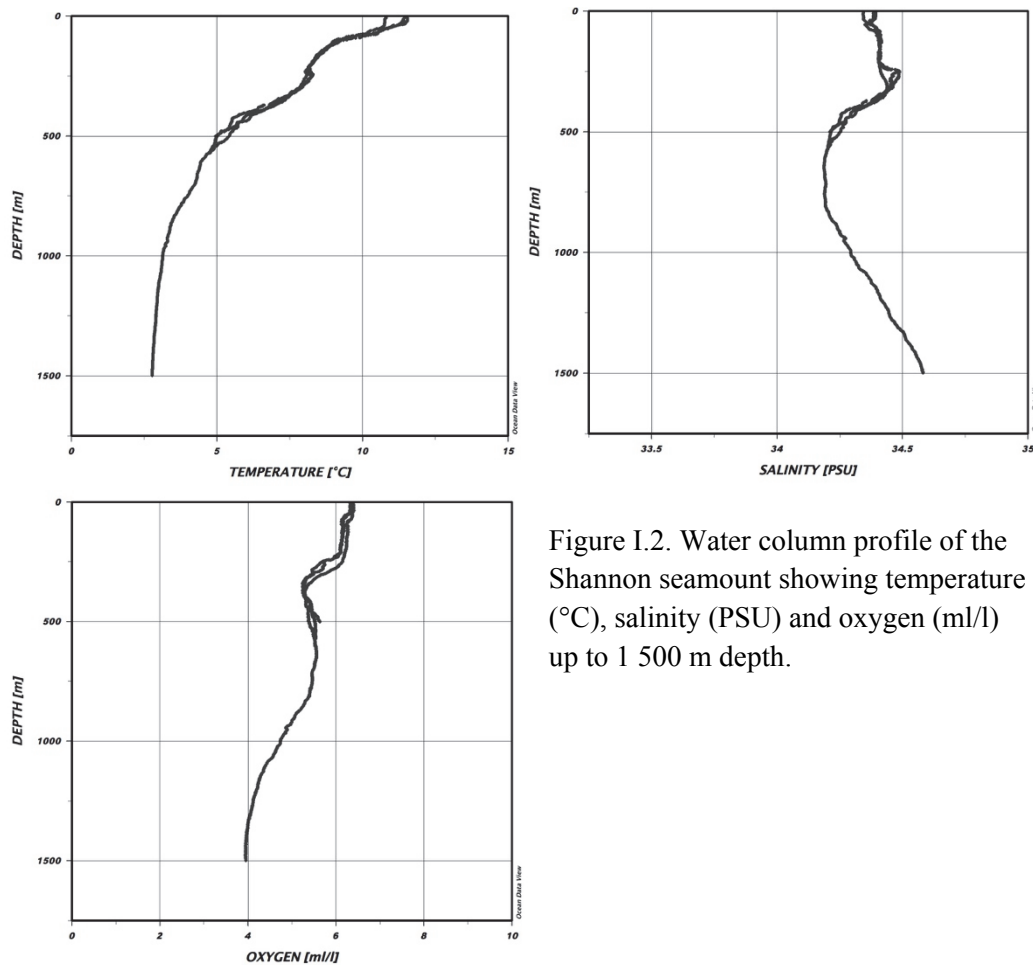 0
500
1000
1500
DEPTH [m]
0
5
10
15
TEMPERATURE [°C]
Ocean Data View
0
500
1000
1500
DEPTH [m]
33.5
34
34.5
35
SALINITY [PSU]
0
500
1000
1500
DEPTH [m]
0
2
4
6
8
10
OXYGEN [ml/l]
Ocean Data View
Figure I.2. Water column profile of the
Shannon seamount showing temperature
(°C), salinity (PSU) and oxygen (ml/l)
up to 1 500 m depth.